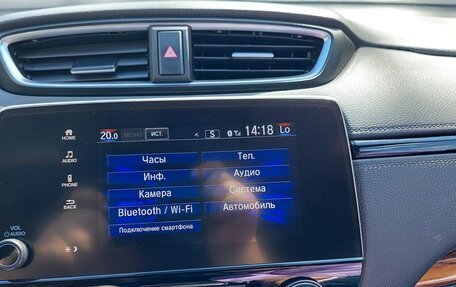 HOME
20.0 МЕНЮ ИСТ. S 14:18 Lo
AUDIO
Часы Тел.
Инф. Аудио
PHONE
Камера Система
BACK
Bluetooth / Wi-Fi Автомобиль
VOL
AUDIO
Подключение смартфона